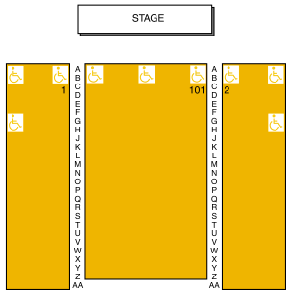 STAGE
A A
B B
C C
D D
1 101 2
E E
F F
G G
H H
J J
K K
L L
M M
N N
O O
P P
Q Q
R R
S S
T T
U U
V V
W W
X X
Y Y
Z Z
AA AA